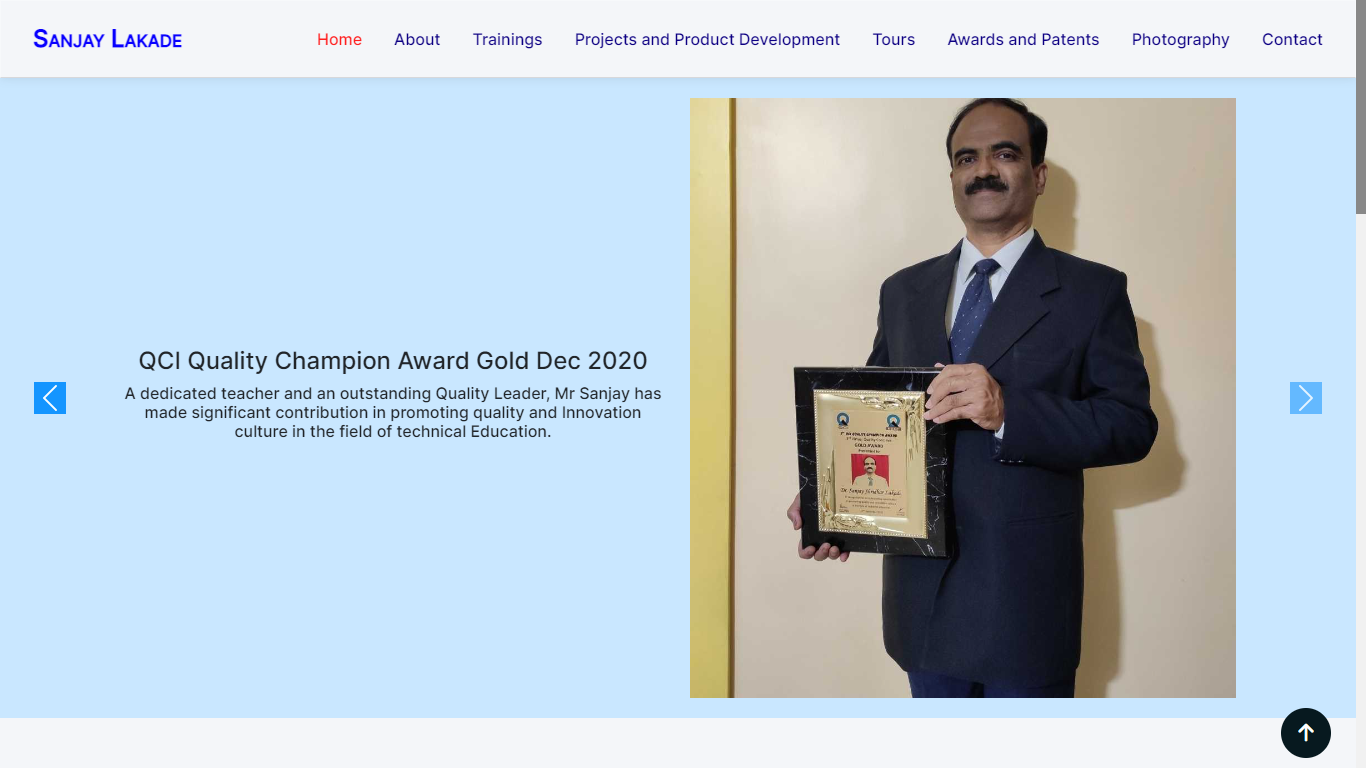 Sanjay Lakade
Home
About
Trainings
Projects and Product Development
Tours
Awards and Patents
Photography
Contact
QCI Quality Champion Award Gold Dec 2020
A dedicated teacher and an outstanding Quality Leader, Mr Sanjay has
made significant contribution in promoting quality and Innovation
culture in the field of technical Education.
GOLD AWARD
Dr. Sanjay Shridhar Lakade